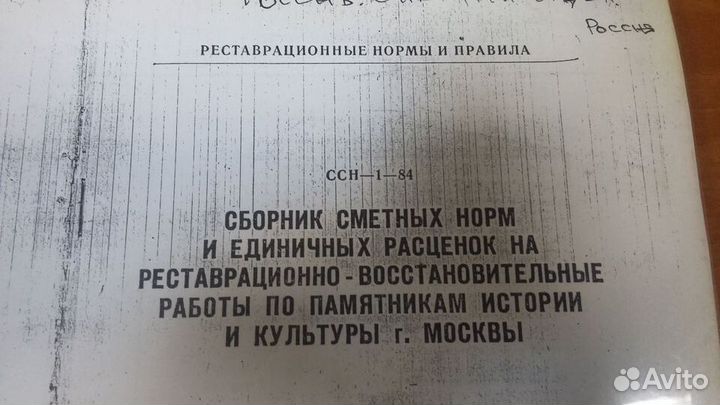 Россия
РЕСТАВРАЦИОННЫЕ НОРМЫ И ПРАВИЛА
ССН—1—84
СБОРНИК СМЕТНЫХ НОРМ
И ЕДИНИЧНЫХ РАСЦЕНОК НА
РЕСТАВРАЦИОННО-ВОССТАНОВИТЕЛЬНЫЕ
РАБОТЫ ПО ПАМЯТНИКАМ ИСТОРИИ
И КУЛЬТУРЫ г. МОСКВЫ
Avito